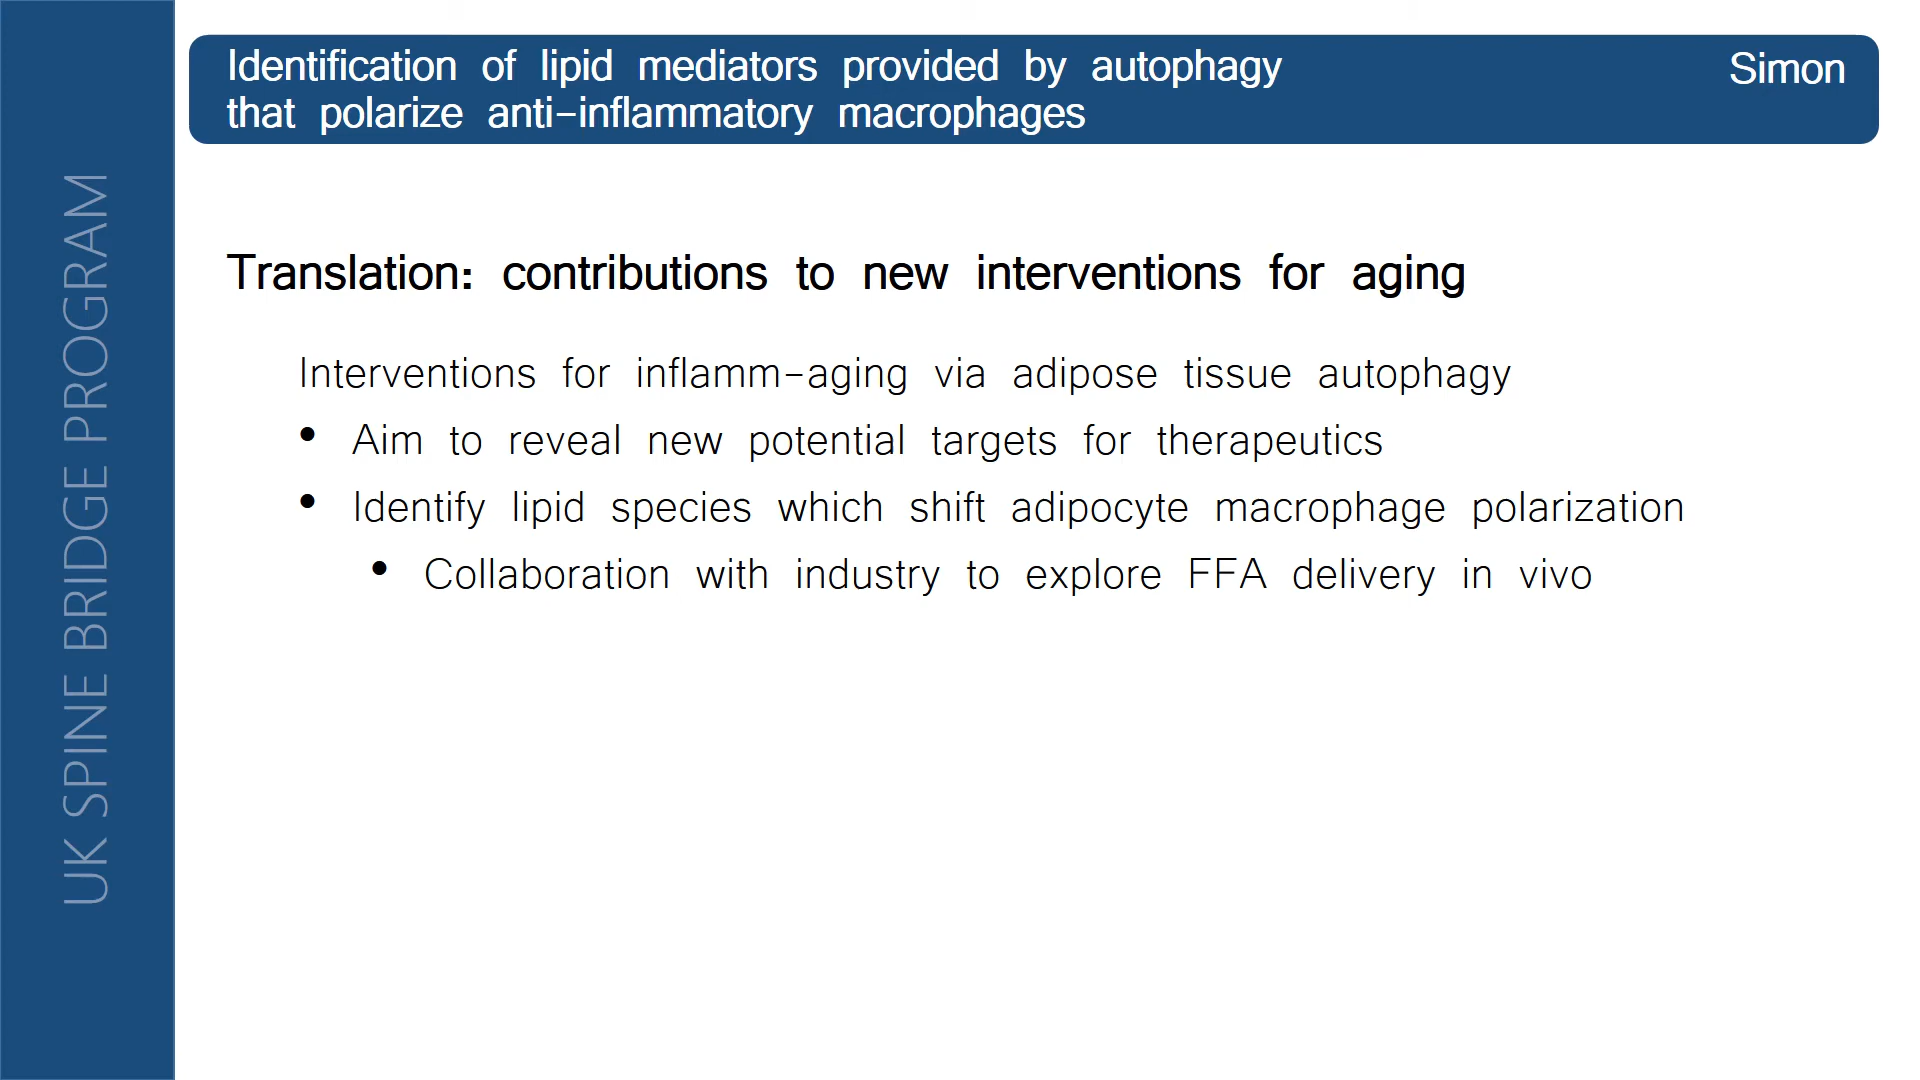 Identification of lipid mediators provided by autophagy
that polarize anti-inflammatory macrophages
Simon
UK SPINE BRIDGE PROGRAM
Translation: contributions to new interventions for aging
Interventions for inflamm-aging via adipose tissue autophagy
• Aim to reveal new potential targets for therapeutics
• Identify lipid species which shift adipocyte macrophage polarization
• Collaboration with industry to explore FFA delivery in vivo